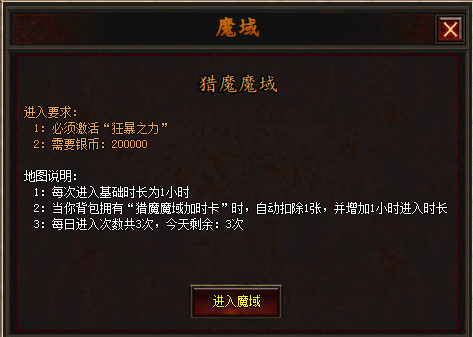 魔域
猎魔魔域
进入要求:
1: 必须激活“狂暴之力”
2: 需要银币: 200000
地图说明:
1: 每次进入基础时长为1小时
2: 当你背包拥有“猎魔魔域加时卡”时, 自动扣除1张, 并增加1小时进入时长
3: 每日进入次数共3次, 今天剩余: 3次
进入魔域